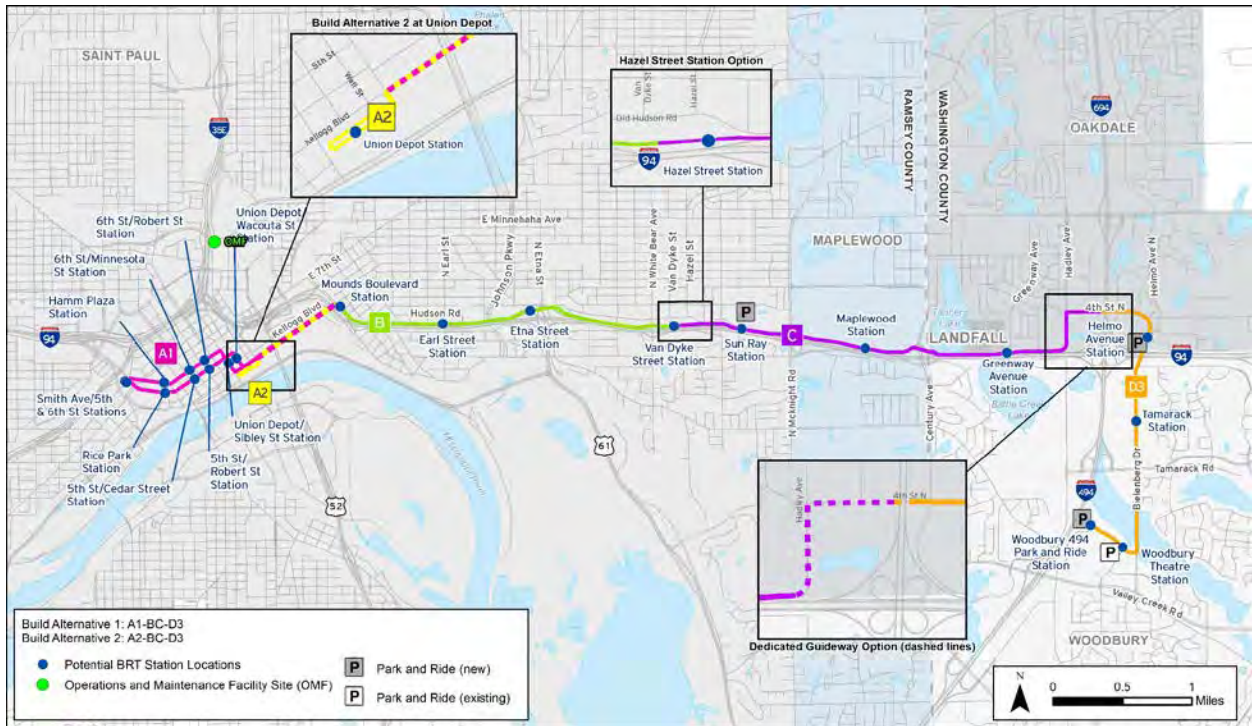 Build Alternative 2 at Union Depot
5th St
Wall St
Kellogg Blvd
A2
Union Depot Station
Hazel Street Station Option
Van
Dyke St
Hazel St
Old Hudson Rd
94
Hazel Street Station
SAINT PAUL
35E
RAMSEY COUNTY
WASHINGTON COUNTY
694
OAKDALE
6th St/Robert St
Station
6th St/Minnesota
St Station
Hamm Plaza
Station
Union Depot/
Wacouta St
Station
OMF
E 7th St
Mounds Boulevard
Station
Kellogg Blvd
E Minnehaha Ave
N Earl St
Johnson Pkwy
N Etna St
N White Bear Ave
Van Dyke St
Hazel St
MAPLEWOOD
Greenway Ave
Hadley Ave
Helmo Ave N
4th St N
Helmo
Avenue
Station
P
94
D3
94
A1
A2
B
Hudson Rd
Earl Street
Station
Etna Street
Station
Van Dyke
Street Station
P
Sun Ray
Station
C
Maplewood
Station
Tanners
Lake
LANDFALL
Greenway
Avenue
Station
Battle Creek
Lake
N Mcknight Rd
Century Ave
Smith Ave/5th
& 6th St Stations
Rice Park
Station
5th St/Cedar Street
Station
5th St/
Robert St
Station
Union Depot/
Sibley St Station
52
61
Tamarack
Station
Tamarack Rd
Bielenberg Dr
494
P
Woodbury 494
Park and Ride
Station
P
Woodbury
Theatre
Station
Valley Creek Rd
WOODBURY
Hadley Ave
4th St N
Dedicated Guideway Option (dashed lines)
Build Alternative 1: A1-BC-D3
Build Alternative 2: A2-BC-D3
Potential BRT Station Locations
Operations and Maintenance Facility Site (OMF)
P Park and Ride (new)
P Park and Ride (existing)
N
0 0.5 1
Miles